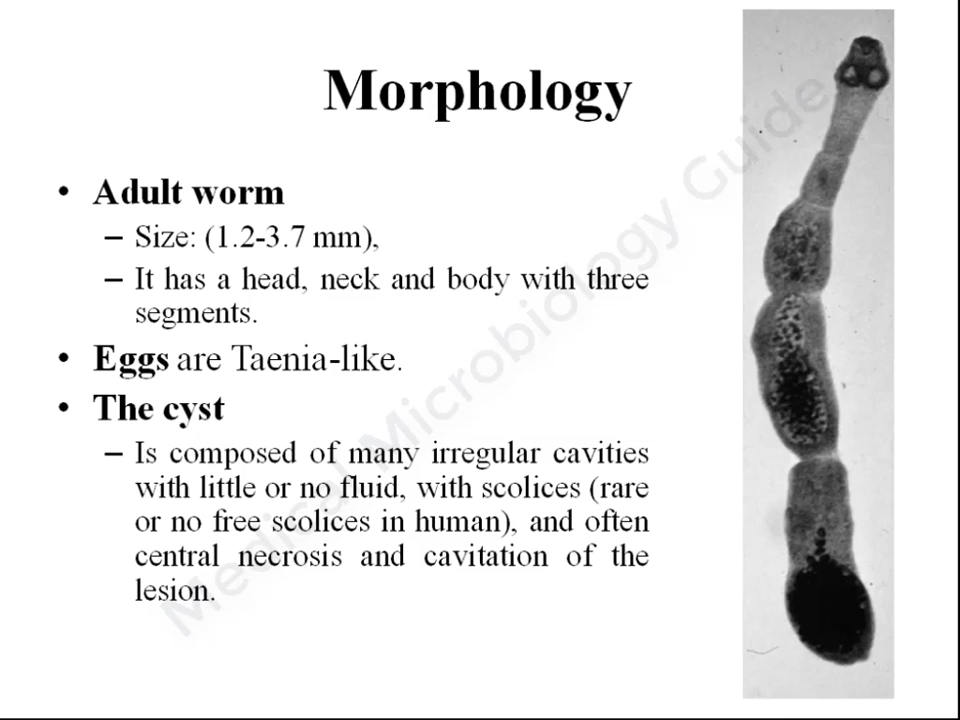 Morphology
• Adult worm
– Size: (1.2-3.7 mm),
– It has a head, neck and body with three
segments.
• Eggs are Taenia-like.
• The cyst
– Is composed of many irregular cavities
with little or no fluid, with scolices (rare
or no free scolices in human), and often
central necrosis and cavitation of the
lesion.
Medical Microbiology Guide